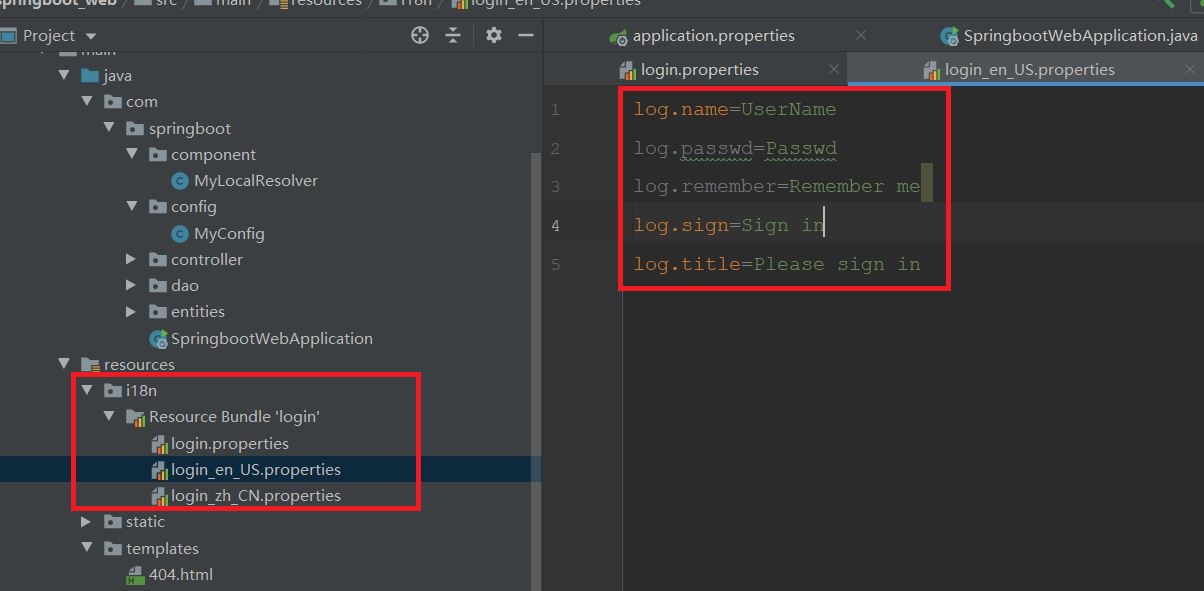 springboot_web src main resources i18n login_en_US.properties
Project
application.properties
SpringbootWebApplication.java
login.properties
login_en_US.properties
main
java
com
springboot
component
MyLocalResolver
config
MyConfig
controller
dao
entities
SpringbootWebApplication
resources
i18n
Resource Bundle 'login'
login.properties
login_en_US.properties
login_zh_CN.properties
static
templates
404.html
1 log.name=UserName
2 log.passwd=Passwd
3 log.remember=Remember me
4 log.sign=Sign in
5 log.title=Please sign in